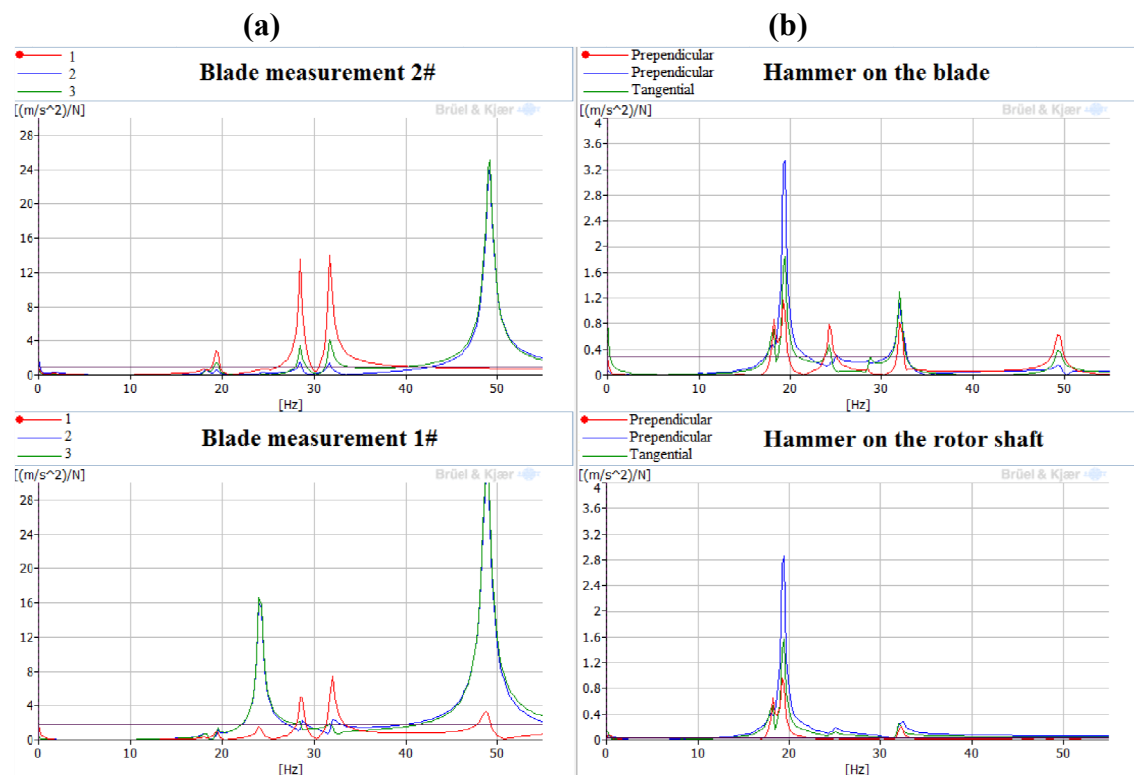 (a)
(b)
1
2
3
Blade measurement 2#
Prependicular
Prependicular
Tangential
Hammer on the blade
[(m/s^2)/N]
Brüel & Kjær
28
24
20
16
12
8
4
0
0
10
20
30
40
50
[Hz]
[(m/s^2)/N]
Brüel & Kjær
4
3.6
3.2
2.8
2.4
2
1.6
1.2
0.8
0.4
0
0
10
20
30
40
50
[Hz]
1
2
3
Blade measurement 1#
Prependicular
Prependicular
Tangential
Hammer on the rotor shaft
[(m/s^2)/N]
Brüel & Kjær
28
24
20
16
12
8
4
0
0
10
20
30
40
50
[Hz]
[(m/s^2)/N]
Brüel & Kjær
4
3.6
3.2
2.8
2.4
2
1.6
1.2
0.8
0.4
0
0
10
20
30
40
50
[Hz]